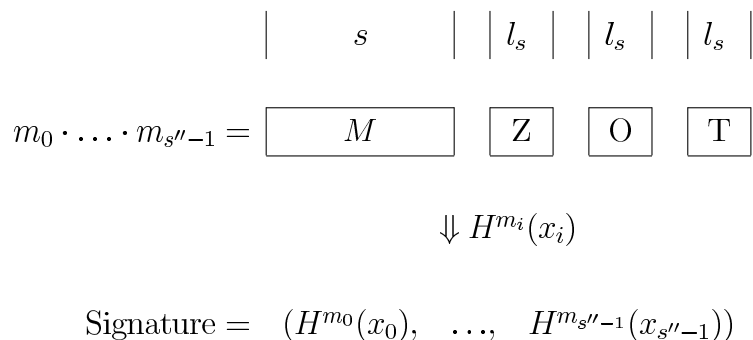 s l_s l_s l_s
m_0 · … · m_{s″−1} = M Z O T
⇓ H^{m_i}(x_i)
Signature = (H^{m_0}(x_0), …, H^{m_{s″−1}}(x_{s″−1}))